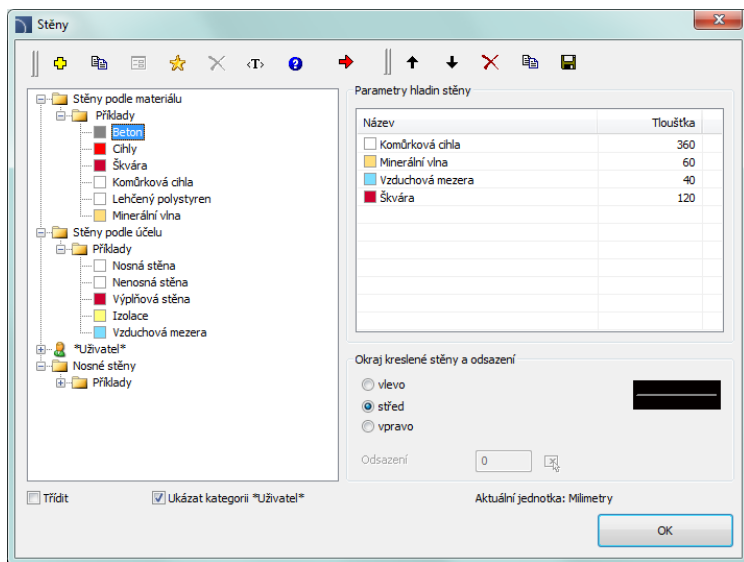 Stěny
<T>
Stěny podle materiálu
Příklady
Beton
Cihly
Škvára
Komůrková cihla
Lehčený polystyren
Minerální vlna
Stěny podle účelu
Příklady
Nosná stěna
Nenosná stěna
Výplňová stěna
Izolace
Vzduchová mezera
*Uživatel*
Nosné stěny
Příklady
Třídit
Ukázat kategorii *Uživatel*
Parametry hladin stěny
Název Tloušťka
Komůrková cihla 360
Minerální vlna 60
Vzduchová mezera 40
Škvára 120
Okraj kreslené stěny a odsazení
vlevo
střed
vpravo
Odsazení 0
Aktuální jednotka: Milimetry
OK